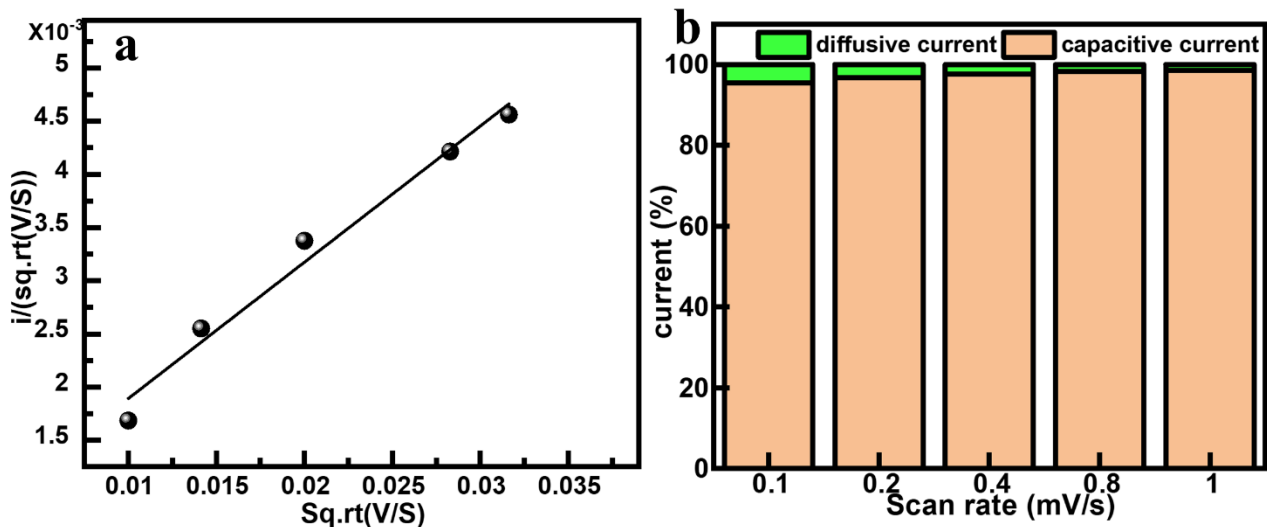 X10⁻³
a
5
4.5
4
3.5
3
2.5
2
1.5
i/(sq.rt(V/S))
0.01 0.015 0.02 0.025 0.03 0.035
Sq.rt(V/S)
b
diffusive current capacitive current
100
80
60
40
20
0
current (%)
0.1 0.2 0.4 0.8 1
Scan rate (mV/s)